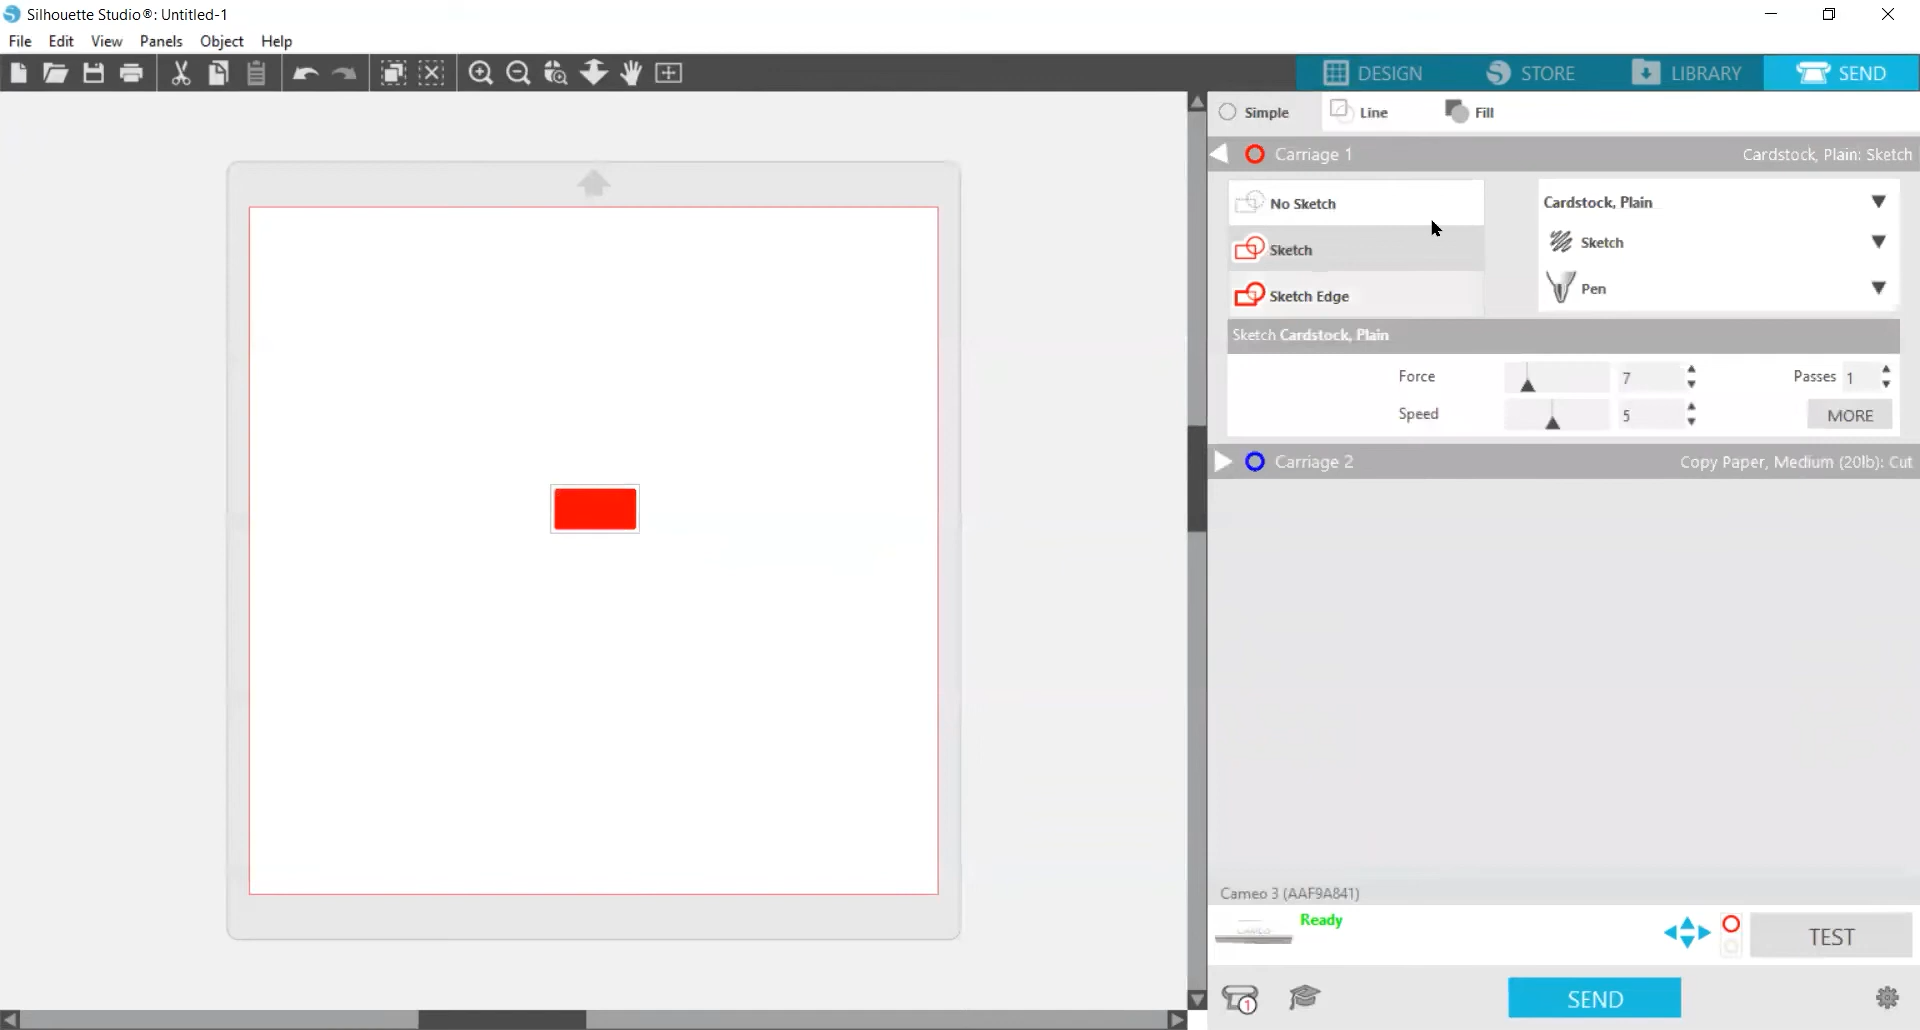 Silhouette Studio®: Untitled-1
File Edit View Panels Object Help
DESIGN STORE LIBRARY SEND
Simple Line Fill
Carriage 1 Cardstock, Plain: Sketch
No Sketch
Cardstock, Plain
Sketch
Sketch
Sketch Edge
Pen
Sketch Cardstock, Plain
Force 7 Passes 1
Speed 5 MORE
Carriage 2 Copy Paper, Medium (20lb): Cut
Cameo 3 (AAF9A841)
Ready
CAMEO
TEST
1
SEND